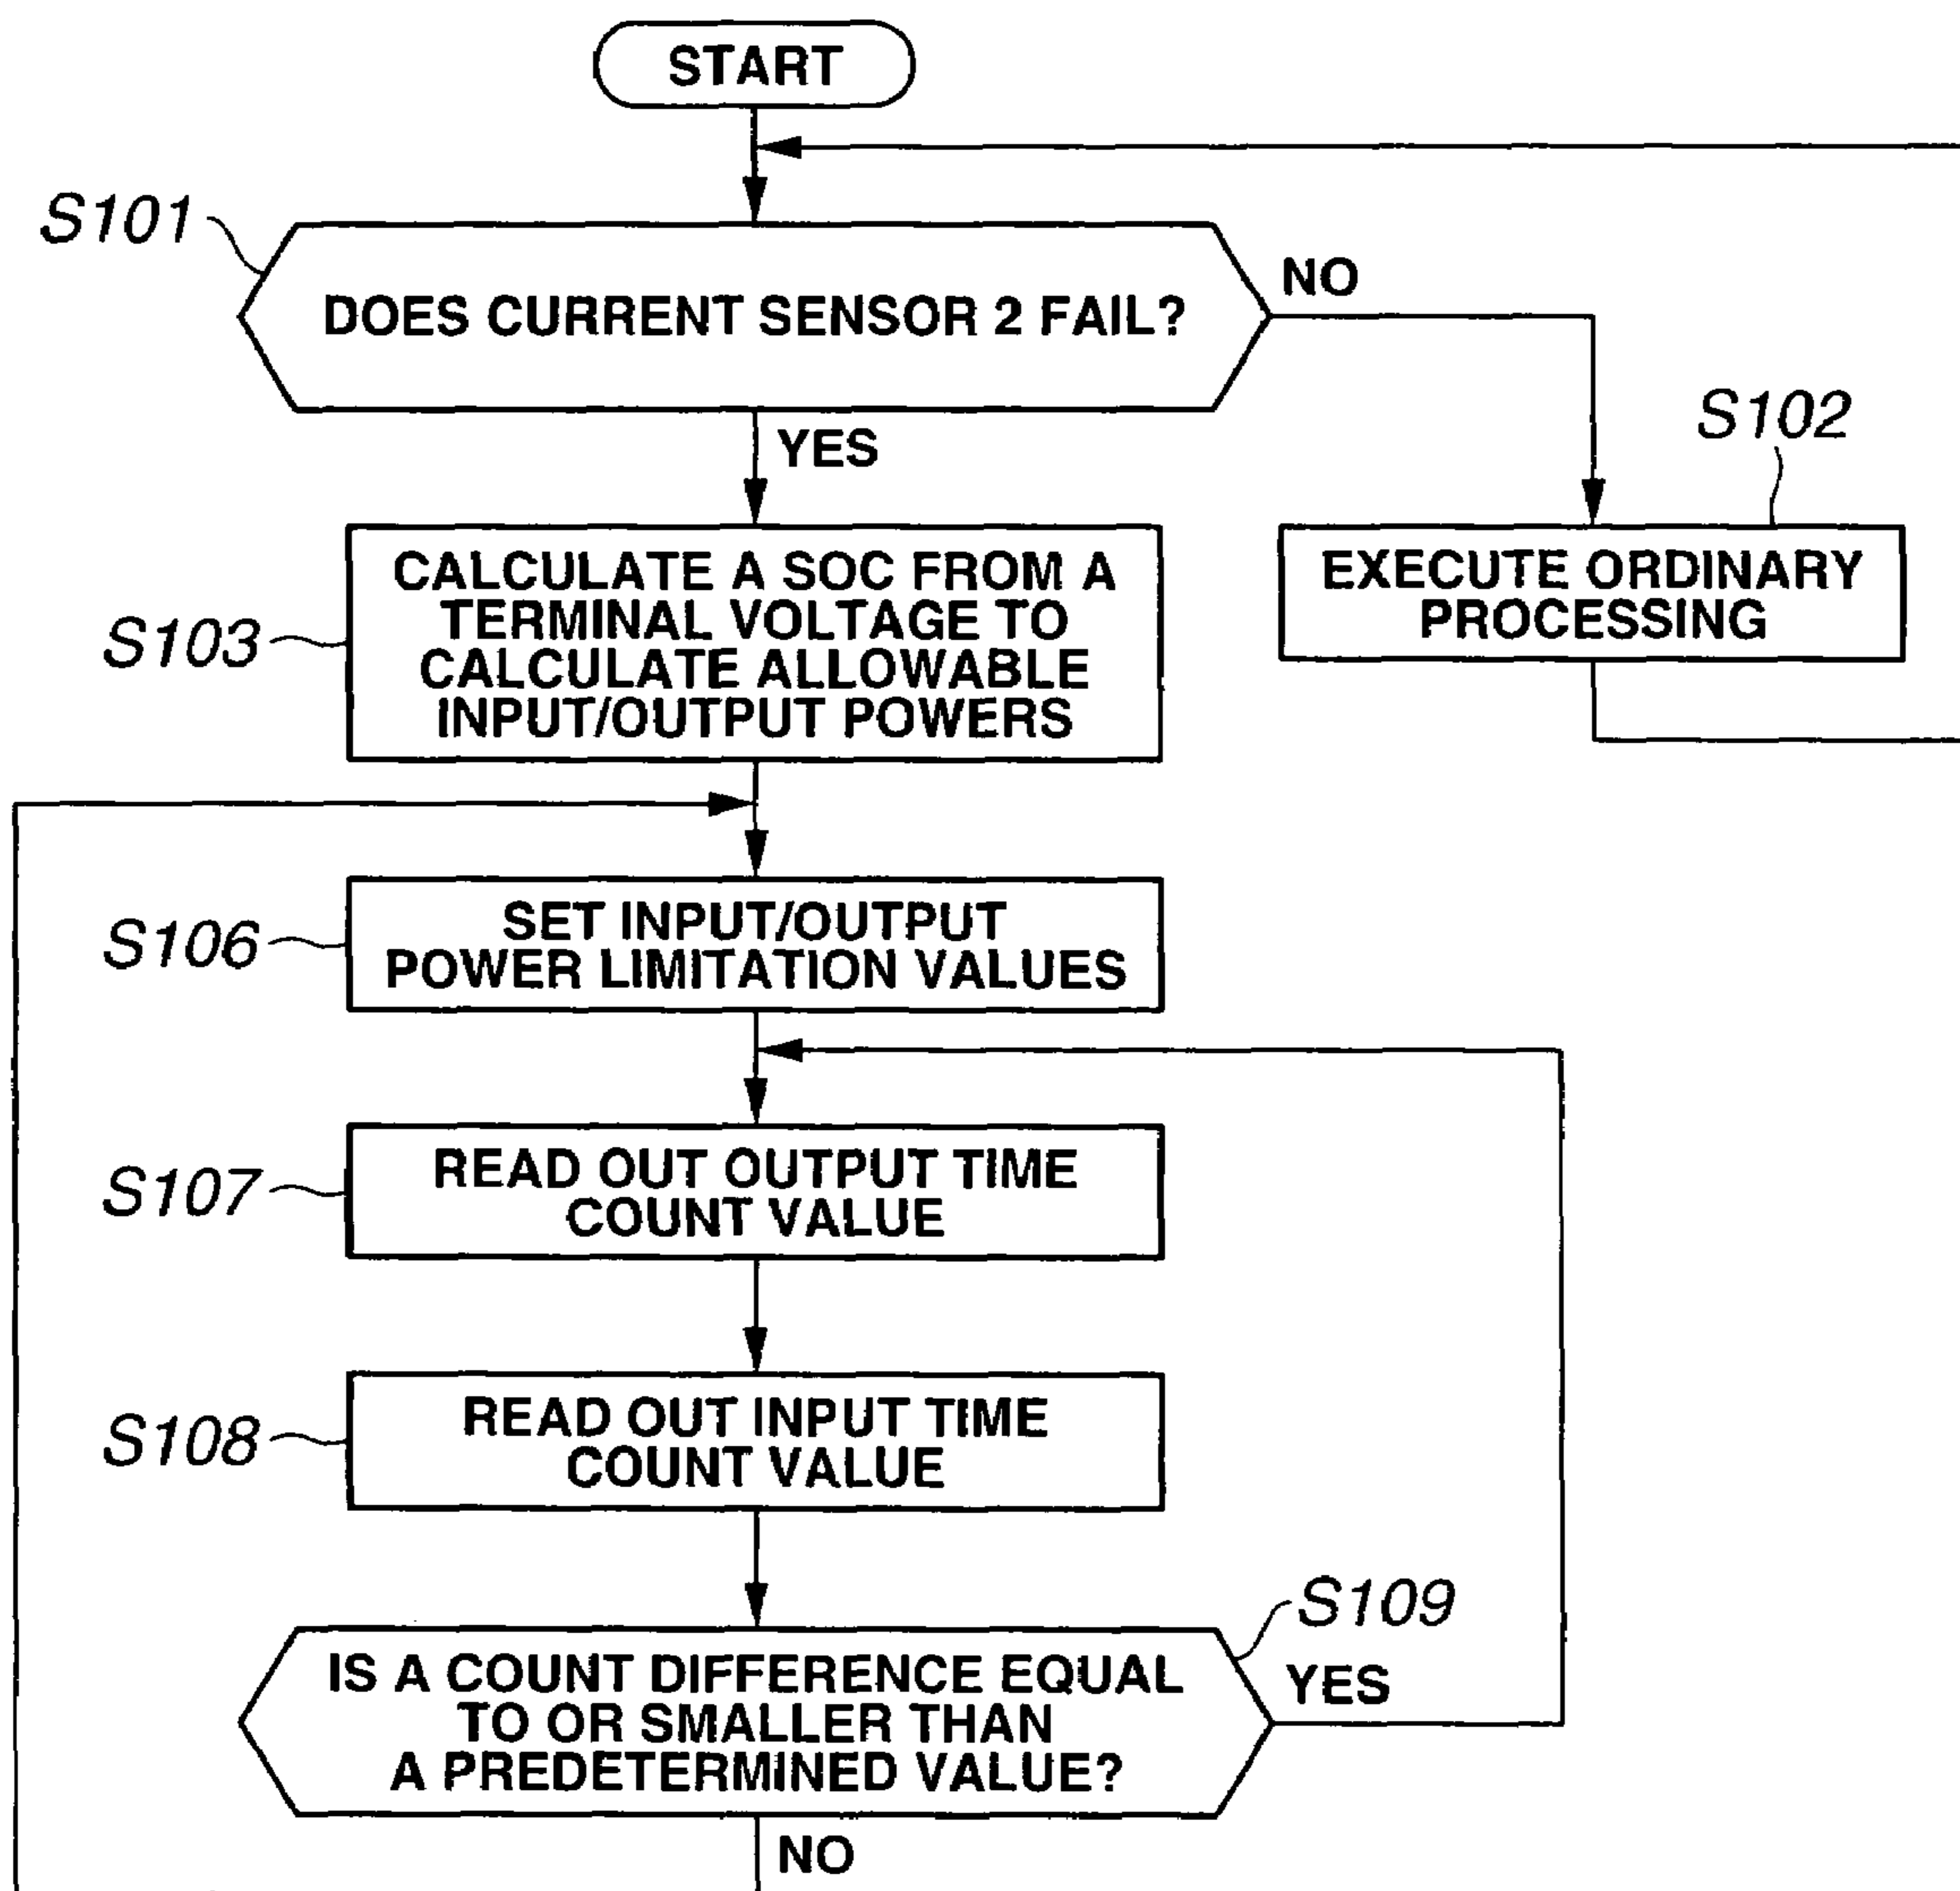 START
S101
DOES CURRENT SENSOR 2 FAIL?
NO
YES
S102
EXECUTE ORDINARY
PROCESSING
S103
CALCULATE A SOC FROM A
TERMINAL VOLTAGE TO
CALCULATE ALLOWABLE
INPUT/OUTPUT POWERS
S106
SET INPUT/OUTPUT
POWER LIMITATION VALUES
S107
READ OUT OUTPUT TIME
COUNT VALUE
S108
READ OUT INPUT TIME
COUNT VALUE
S109
IS A COUNT DIFFERENCE EQUAL
TO OR SMALLER THAN
A PREDETERMINED VALUE?
YES
NO